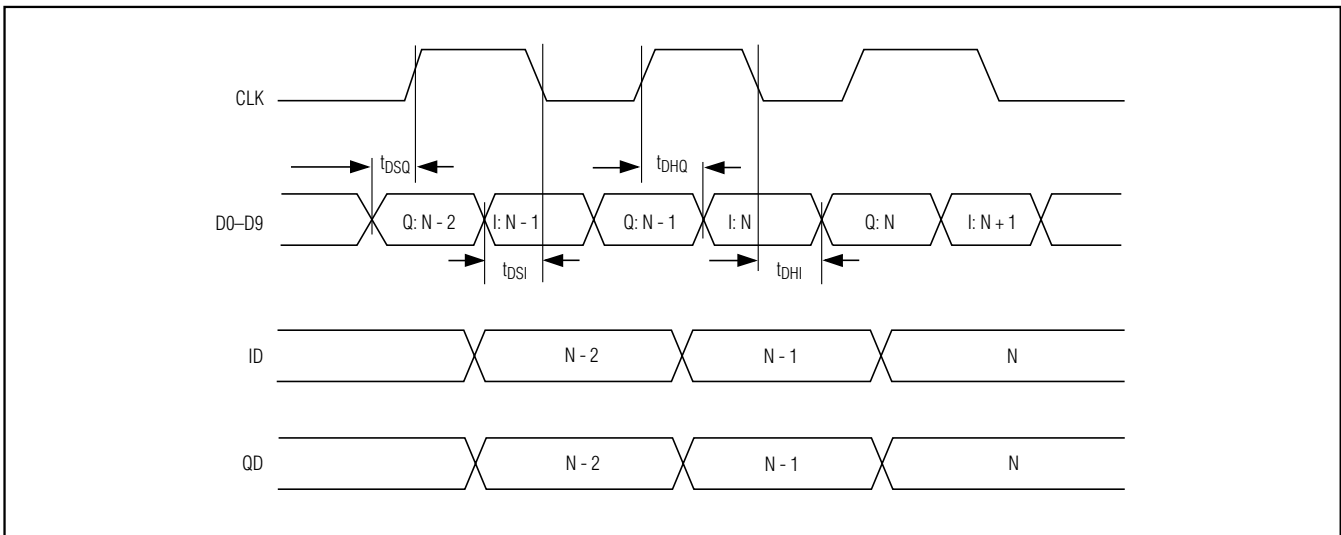 CLK
tDSQ
tDHQ
D0–D9
Q: N - 2
I: N - 1
Q: N - 1
I: N
Q: N
I: N + 1
tDSI
tDHI
ID
N - 2
N - 1
N
QD
N - 2
N - 1
N